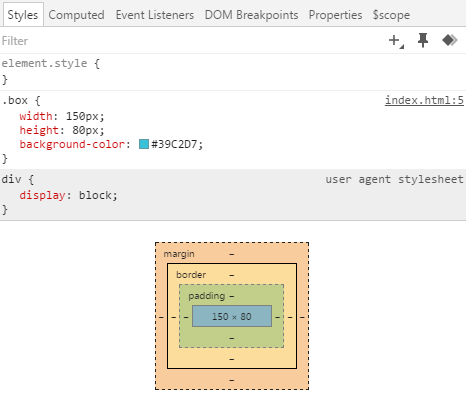 Styles Computed Event Listeners DOM Breakpoints Properties $scope
Filter
element.style {
}
.box { index.html:5
width: 150px;
height: 80px;
background-color: #39C2D7;
}
div { user agent stylesheet
display: block;
}
margin –
border –
padding –
– – – 150 × 80 – – –
–
–
–